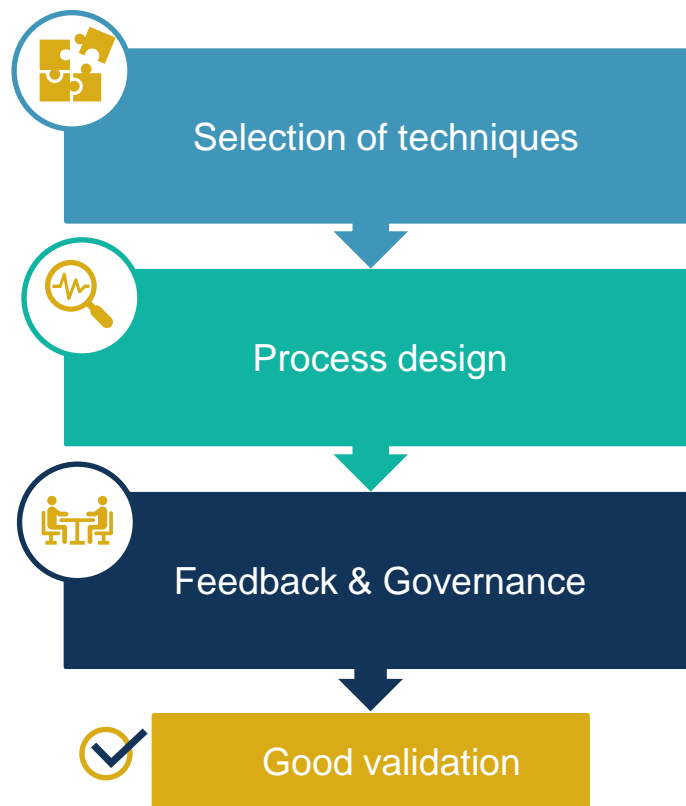 Selection of techniques
Process design
Feedback & Governance
Good validation